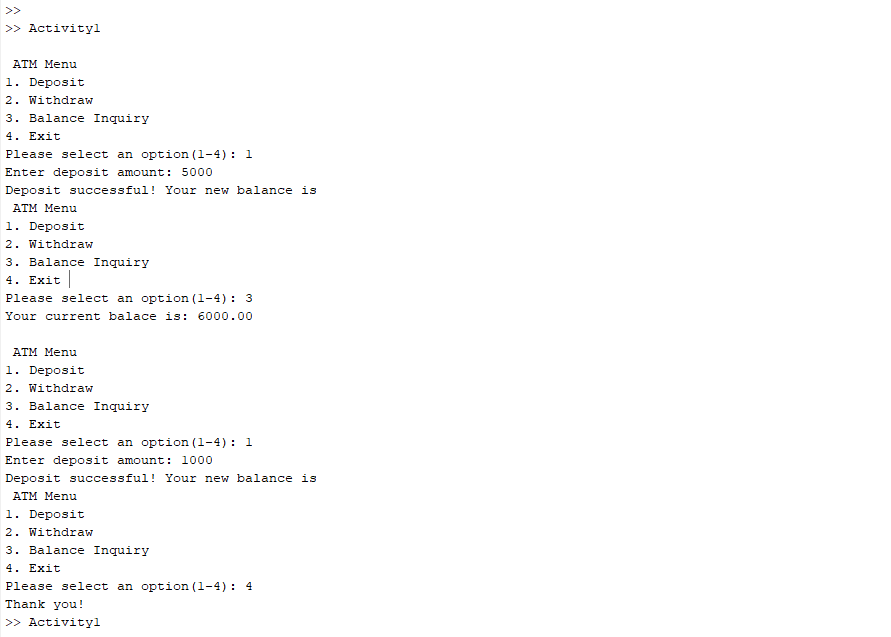 >>
>> Activity1
ATM Menu
1. Deposit
2. Withdraw
3. Balance Inquiry
4. Exit
Please select an option(1-4): 1
Enter deposit amount: 5000
Deposit successful! Your new balance is
ATM Menu
1. Deposit
2. Withdraw
3. Balance Inquiry
4. Exit
Please select an option(1-4): 3
Your current balace is: 6000.00
ATM Menu
1. Deposit
2. Withdraw
3. Balance Inquiry
4. Exit
Please select an option(1-4): 1
Enter deposit amount: 1000
Deposit successful! Your new balance is
ATM Menu
1. Deposit
2. Withdraw
3. Balance Inquiry
4. Exit
Please select an option(1-4): 4
Thank you!
>> Activity1